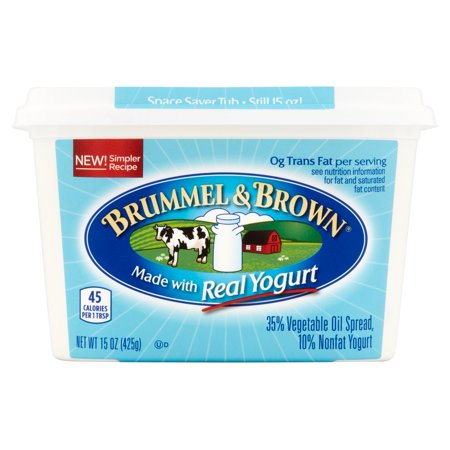 Space Saver Tub • Still 15 oz!
NEW! Simpler
Recipe
0g Trans Fat per serving
see nutrition information
for fat and saturated
fat content
BRUMMEL & BROWN®
Made with Real Yogurt
45
CALORIES
PER 1 TBSP
NET WT 15 OZ (425g)
U D
35% Vegetable Oil Spread,
10% Nonfat Yogurt